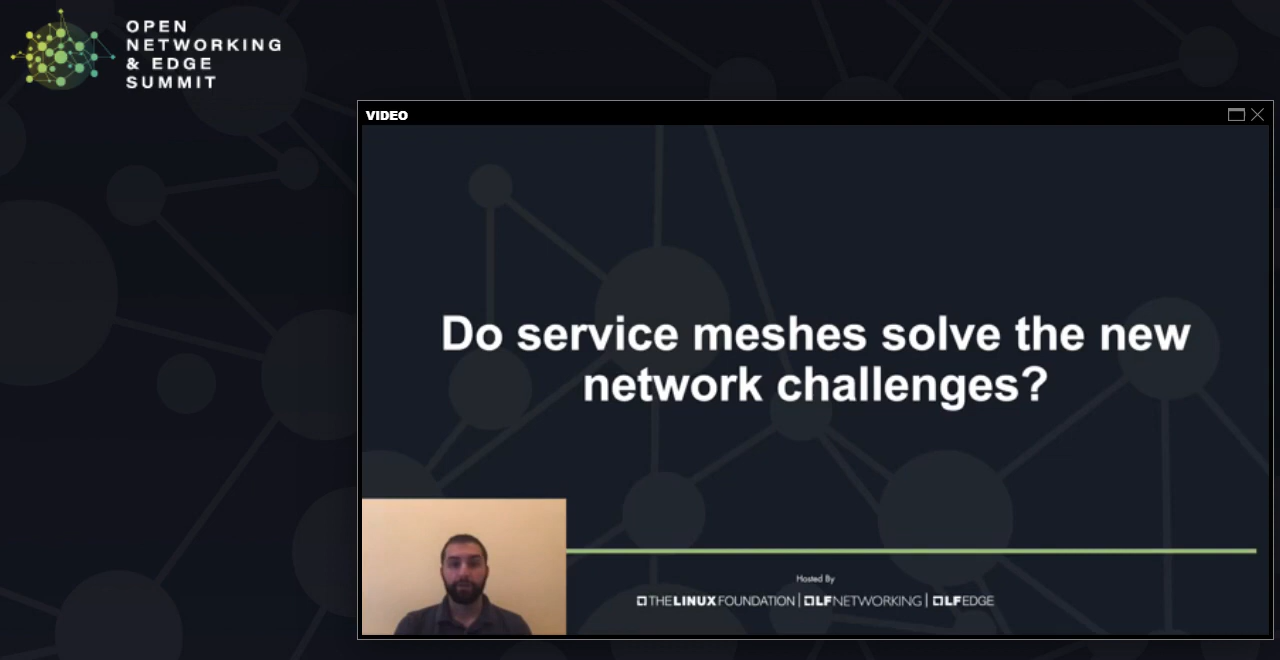 OPEN
NETWORKING
& EDGE
SUMMIT
VIDEO
Do service meshes solve the new
network challenges?
Hosted By
THE LINUX FOUNDATION | LF NETWORKING | LF EDGE